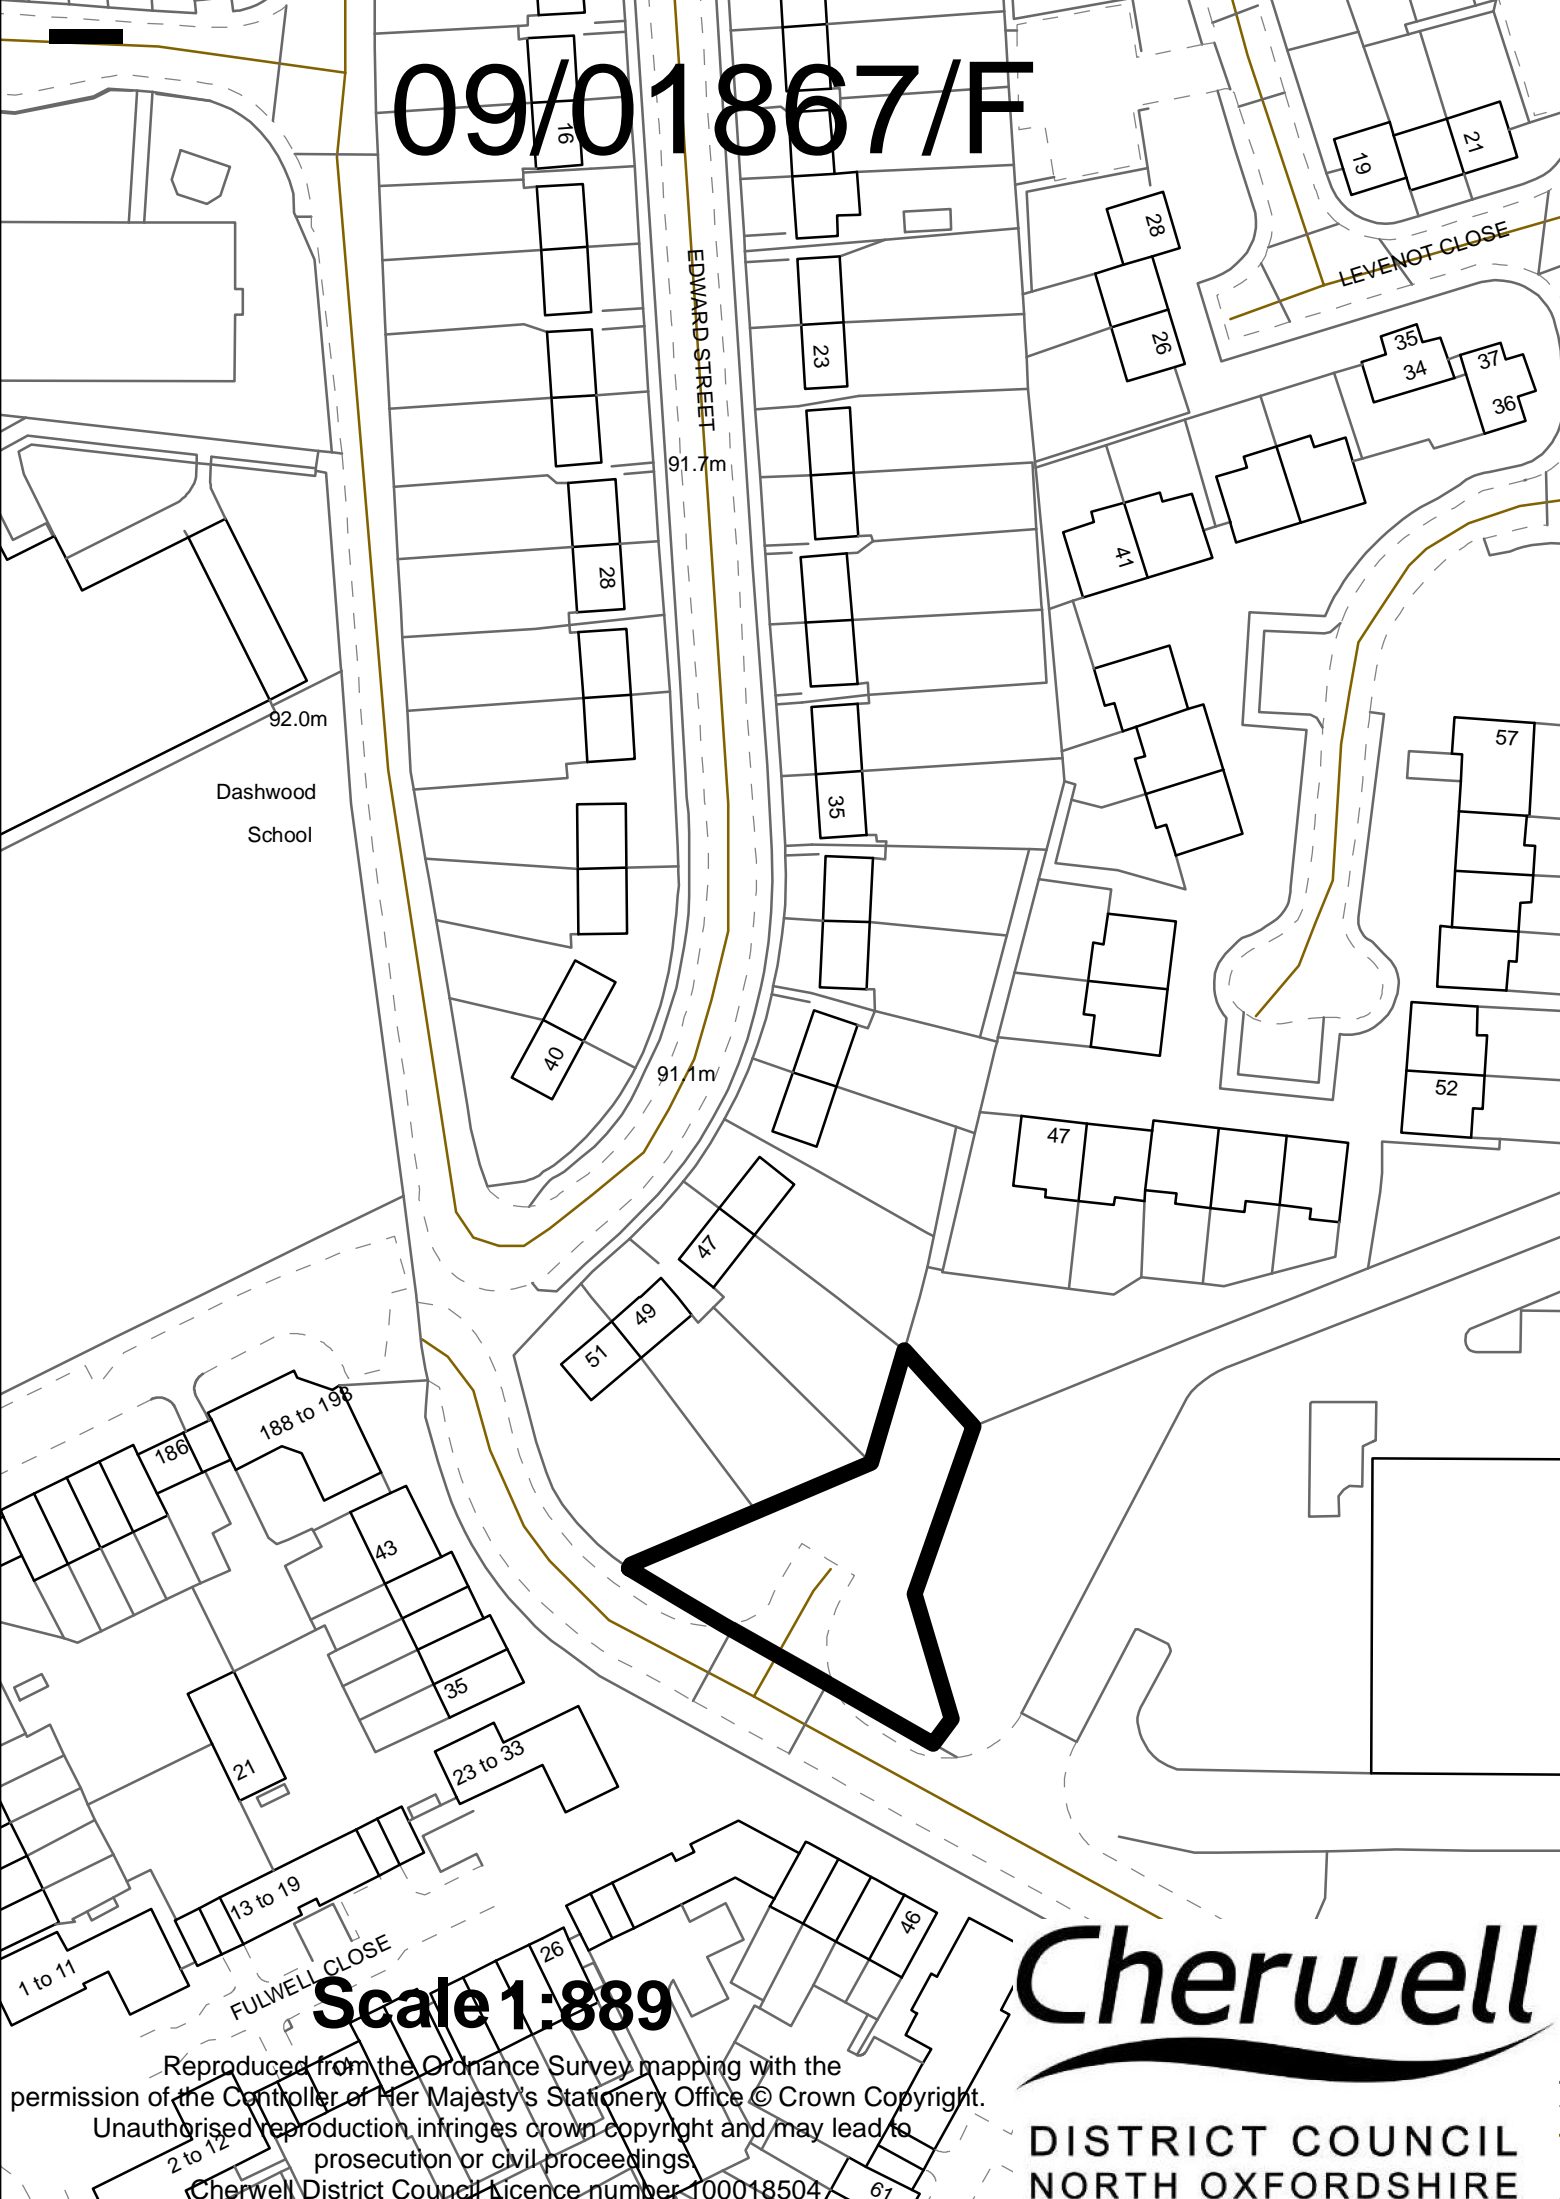 09/01867/F
16
19
21
28
LEVENOT CLOSE
EDWARD STREET
23
26
35
34
37
36
91.7m
28
41
92.0m
57
Dashwood
School
35
40
91.1m
52
47
47
49
51
188 to 198
186
43
35
21
23 to 33
13 to 19
46
26
1 to 11
FULWELL CLOSE
Scale 1:889
Cherwell
DISTRICT COUNCIL
NORTH OXFORDSHIRE
Reproduced from the Ordnance Survey mapping with the
permission of the Controller of Her Majesty's Stationery Office © Crown Copyright.
Unauthorised reproduction infringes crown copyright and may lead to
prosecution or civil proceedings.
Cherwell District Council Licence number 100018504
2 to 12
61